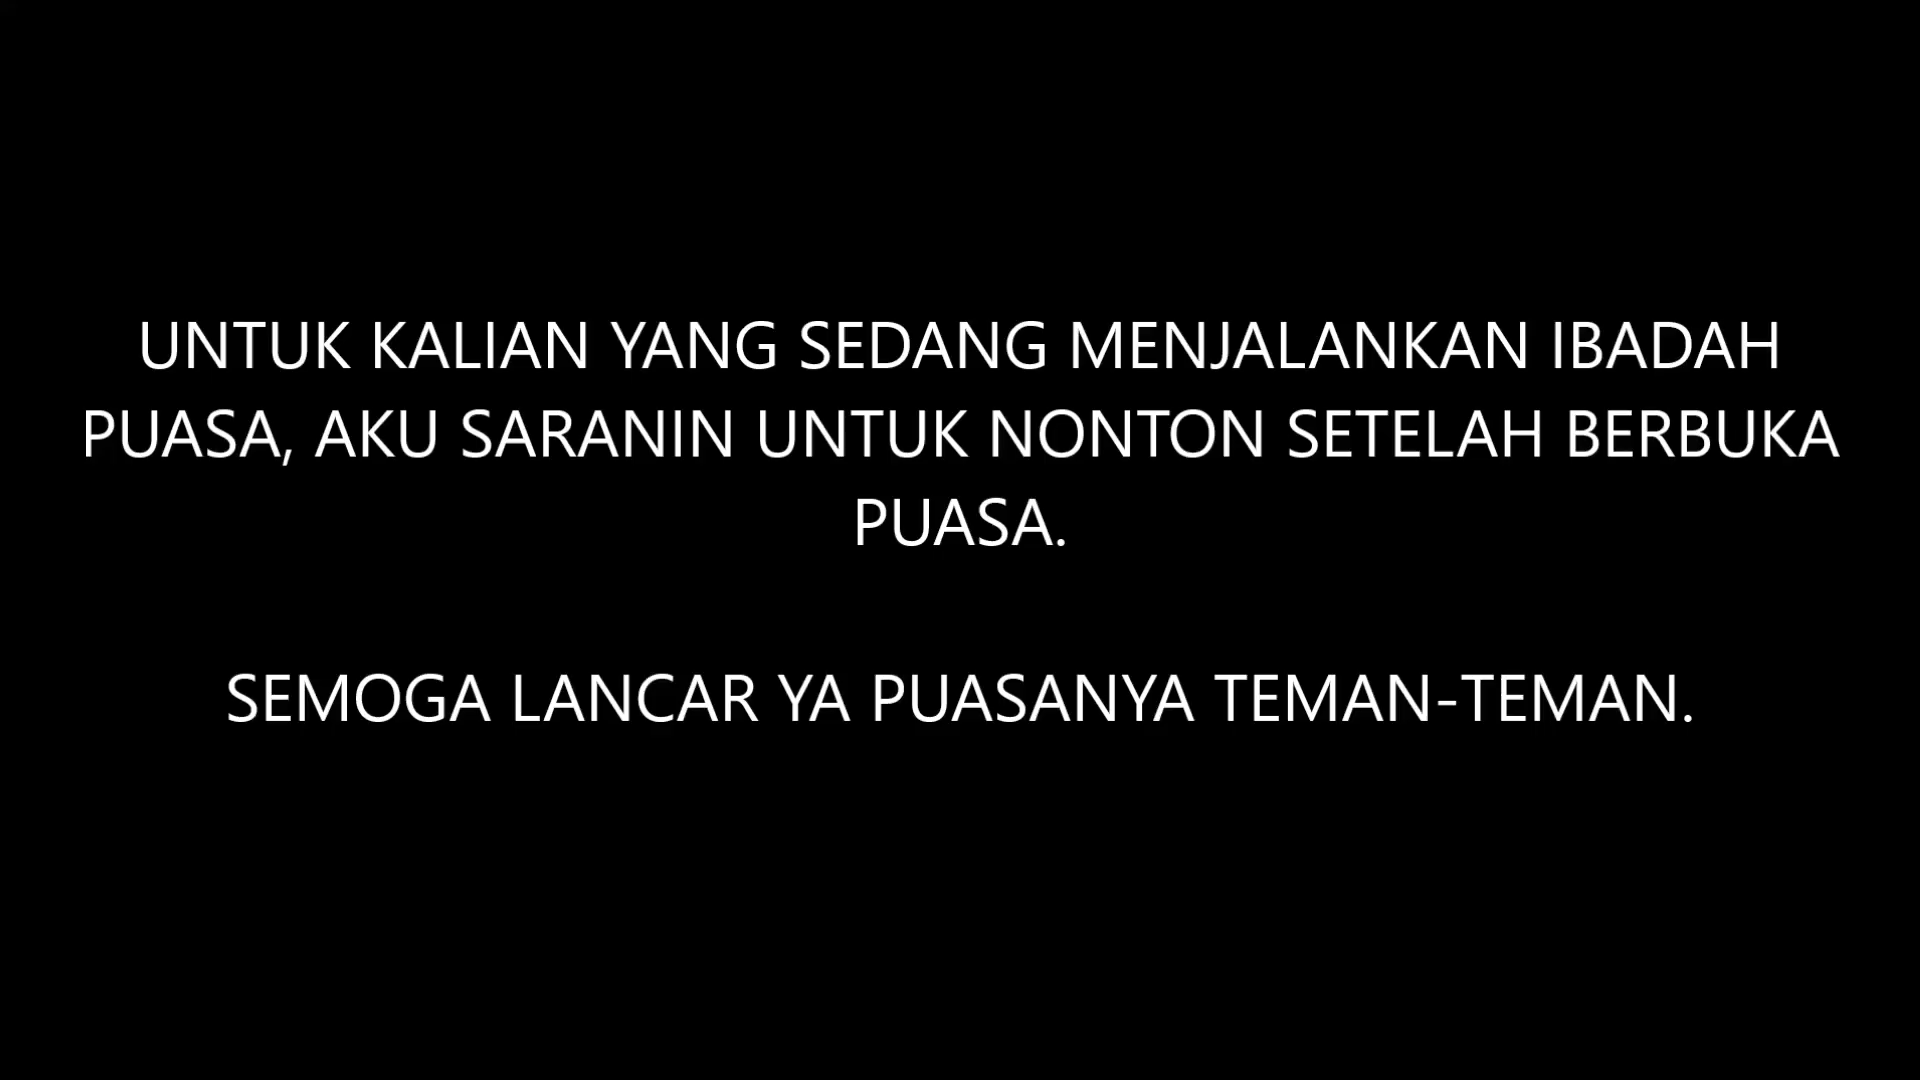 UNTUK KALIAN YANG SEDANG MENJALANKAN IBADAH
PUASA, AKU SARANIN UNTUK NONTON SETELAH BERBUKA
PUASA.
SEMOGA LANCAR YA PUASANYA TEMAN-TEMAN.